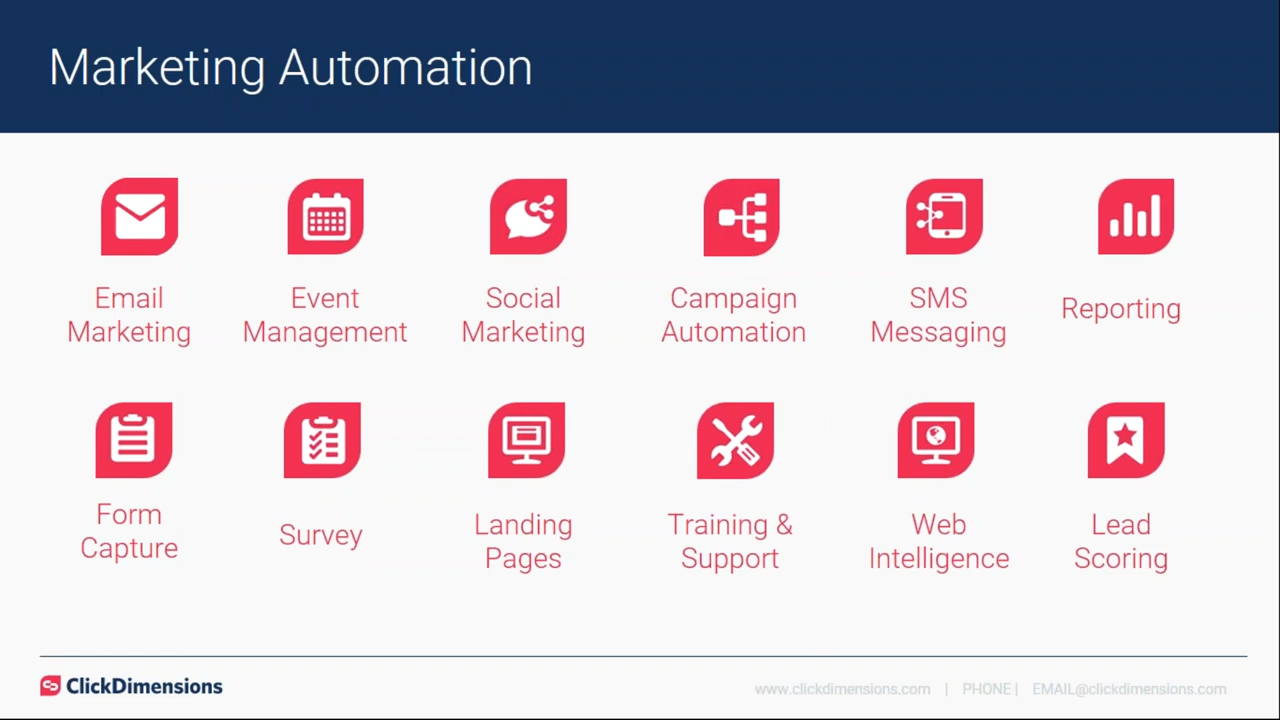 Marketing Automation
Email
Marketing
Event
Management
Social
Marketing
Campaign
Automation
SMS
Messaging
Reporting
Form
Capture
Survey
Landing
Pages
Training &
Support
Web
Intelligence
Lead
Scoring
ClickDimensions
www.clickdimensions.com | PHONE | EMAIL@clickdimensions.com